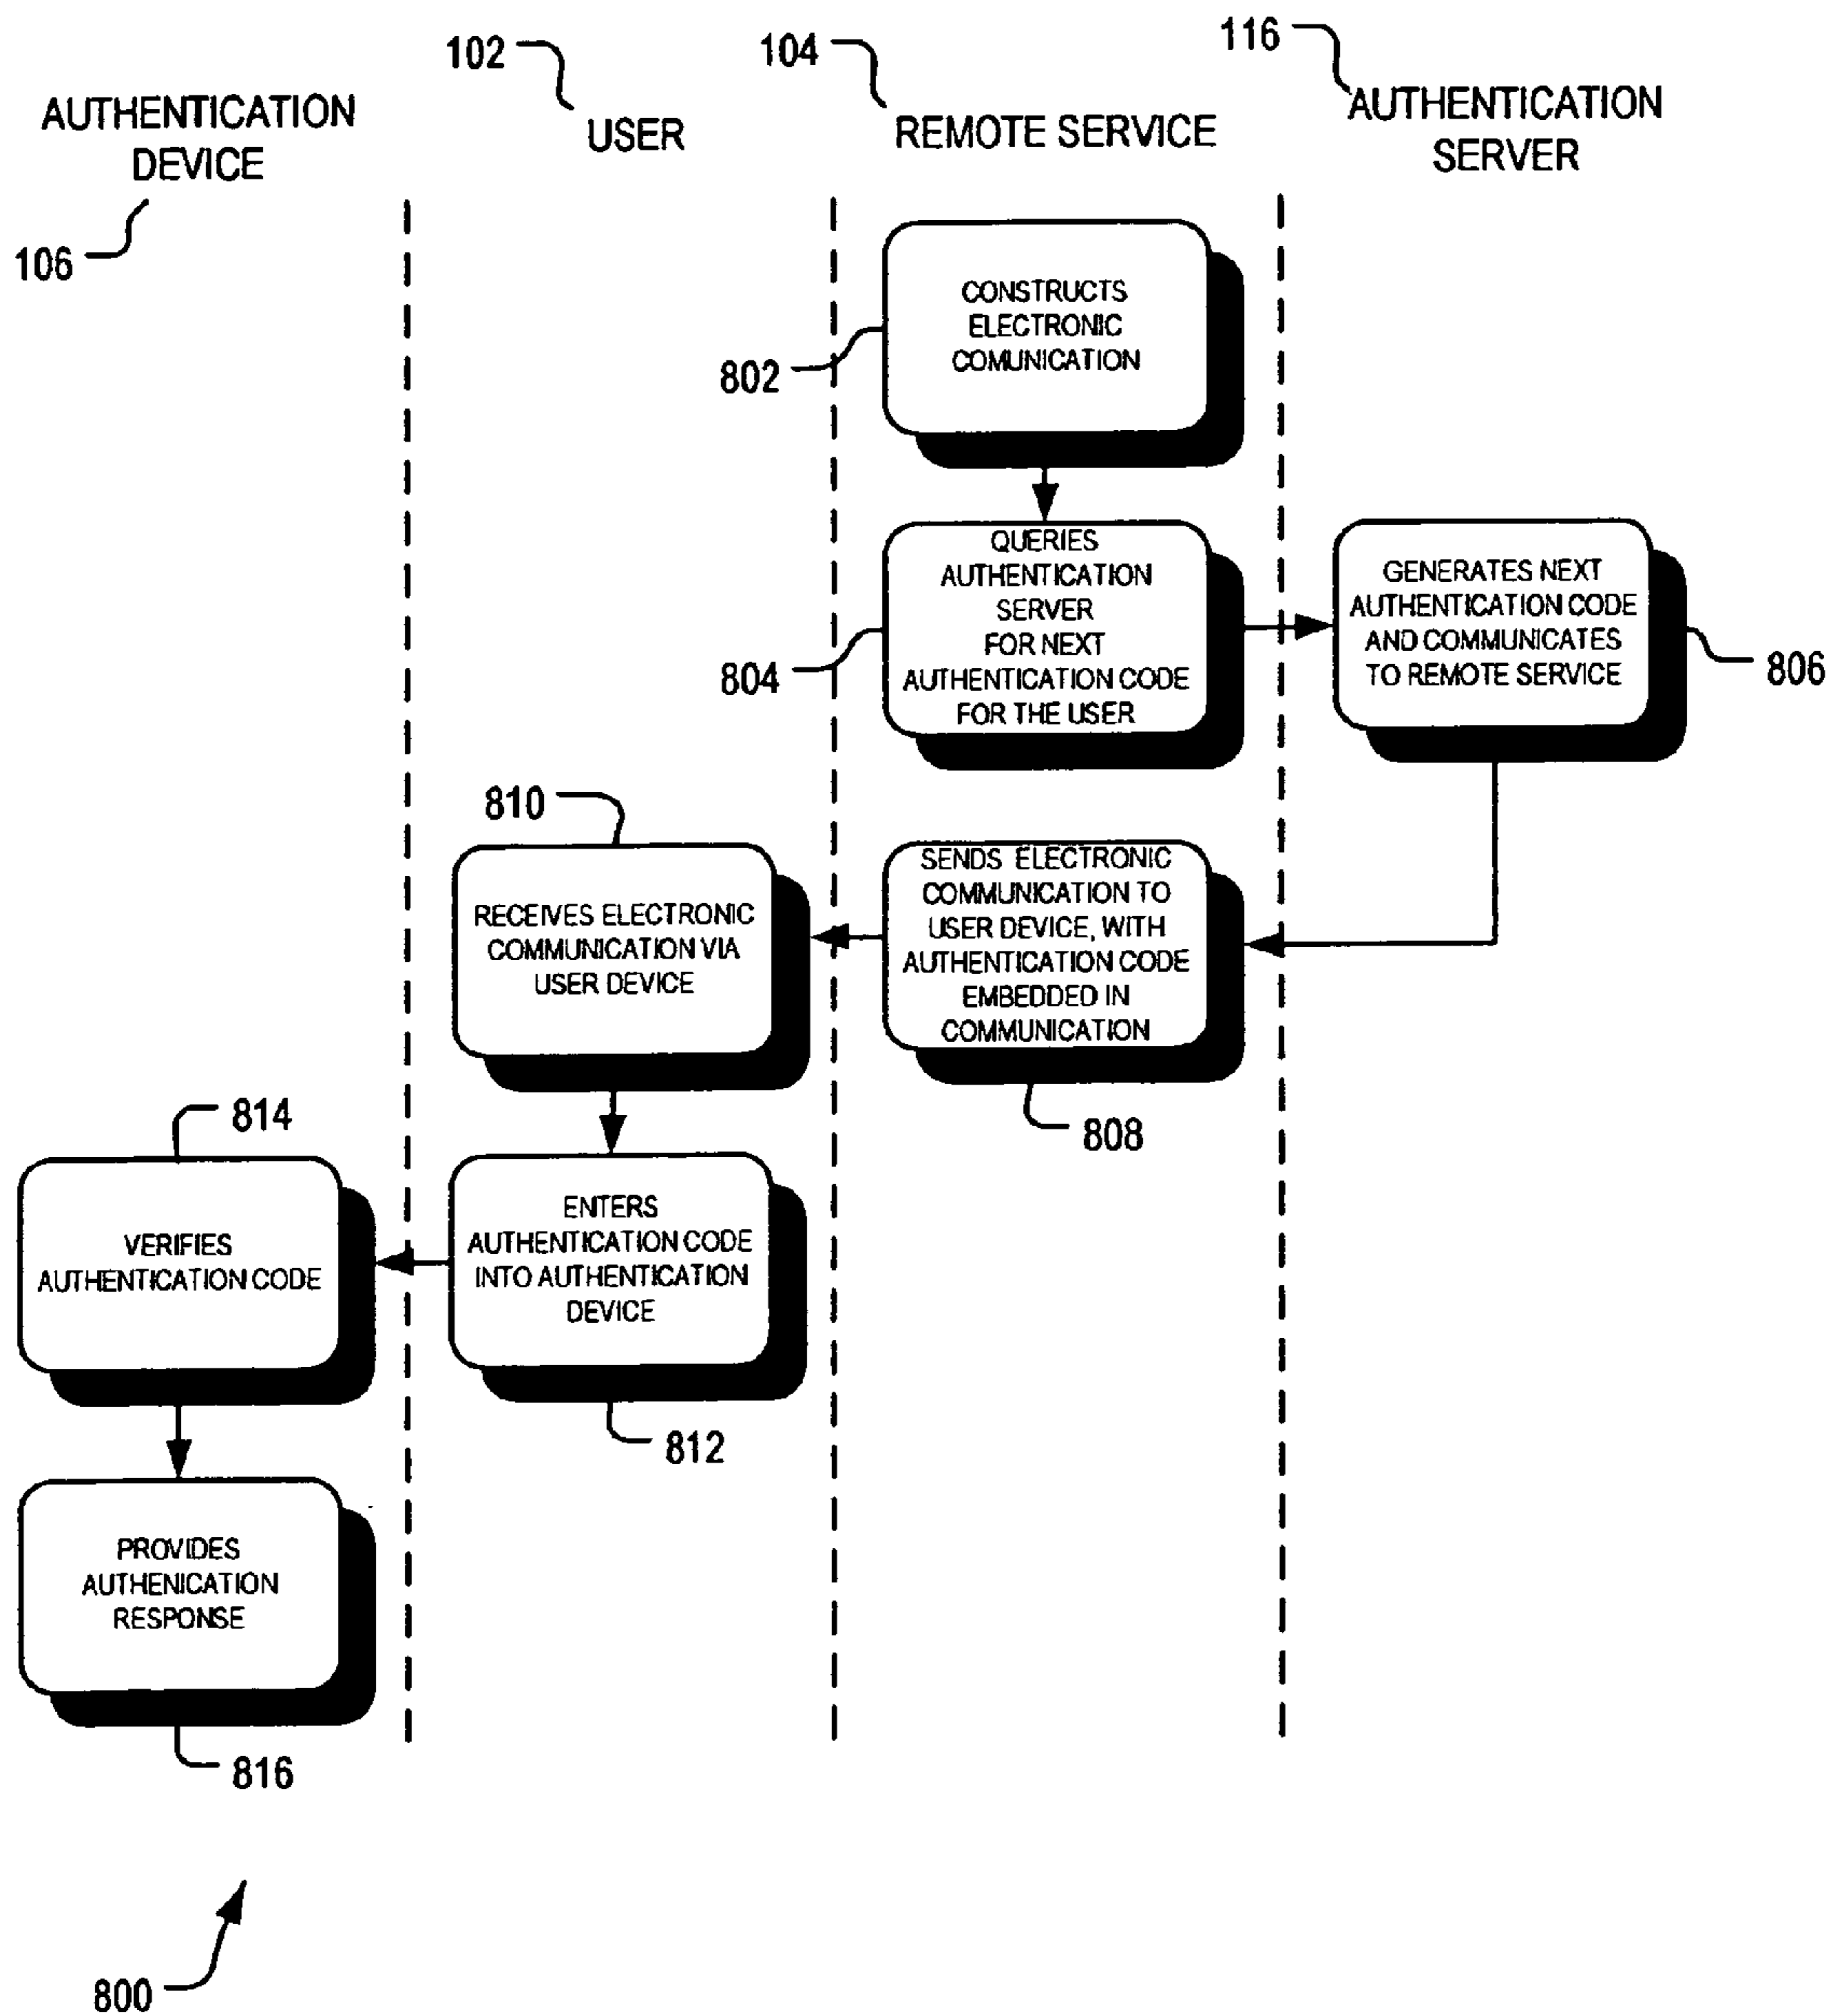 102
104
116
AUTHENTICATION
DEVICE
USER
REMOTE SERVICE
AUTHENTICATION
SERVER
106
CONSTRUCTS
ELECTRONIC
COMUNICATION
802
QUERIES
AUTHENTICATION
SERVER
FOR NEXT
AUTHENTICATION CODE
FOR THE USER
804
GENERATES NEXT
AUTHENTICATION CODE
AND COMMUNICATES
TO REMOTE SERVICE
806
810
RECEIVES ELECTRONIC
COMMUNICATION VIA
USER DEVICE
SENDS ELECTRONIC
COMMUNICATION TO
USER DEVICE, WITH
AUTHENTICATION CODE
EMBEDDED IN
COMMUNICATION
808
814
VERIFIES
AUTHENTICATION CODE
ENTERS
AUTHENTICATION CODE
INTO AUTHENTICATION
DEVICE
812
PROVIDES
AUTHENICATION
RESPONSE
816
800